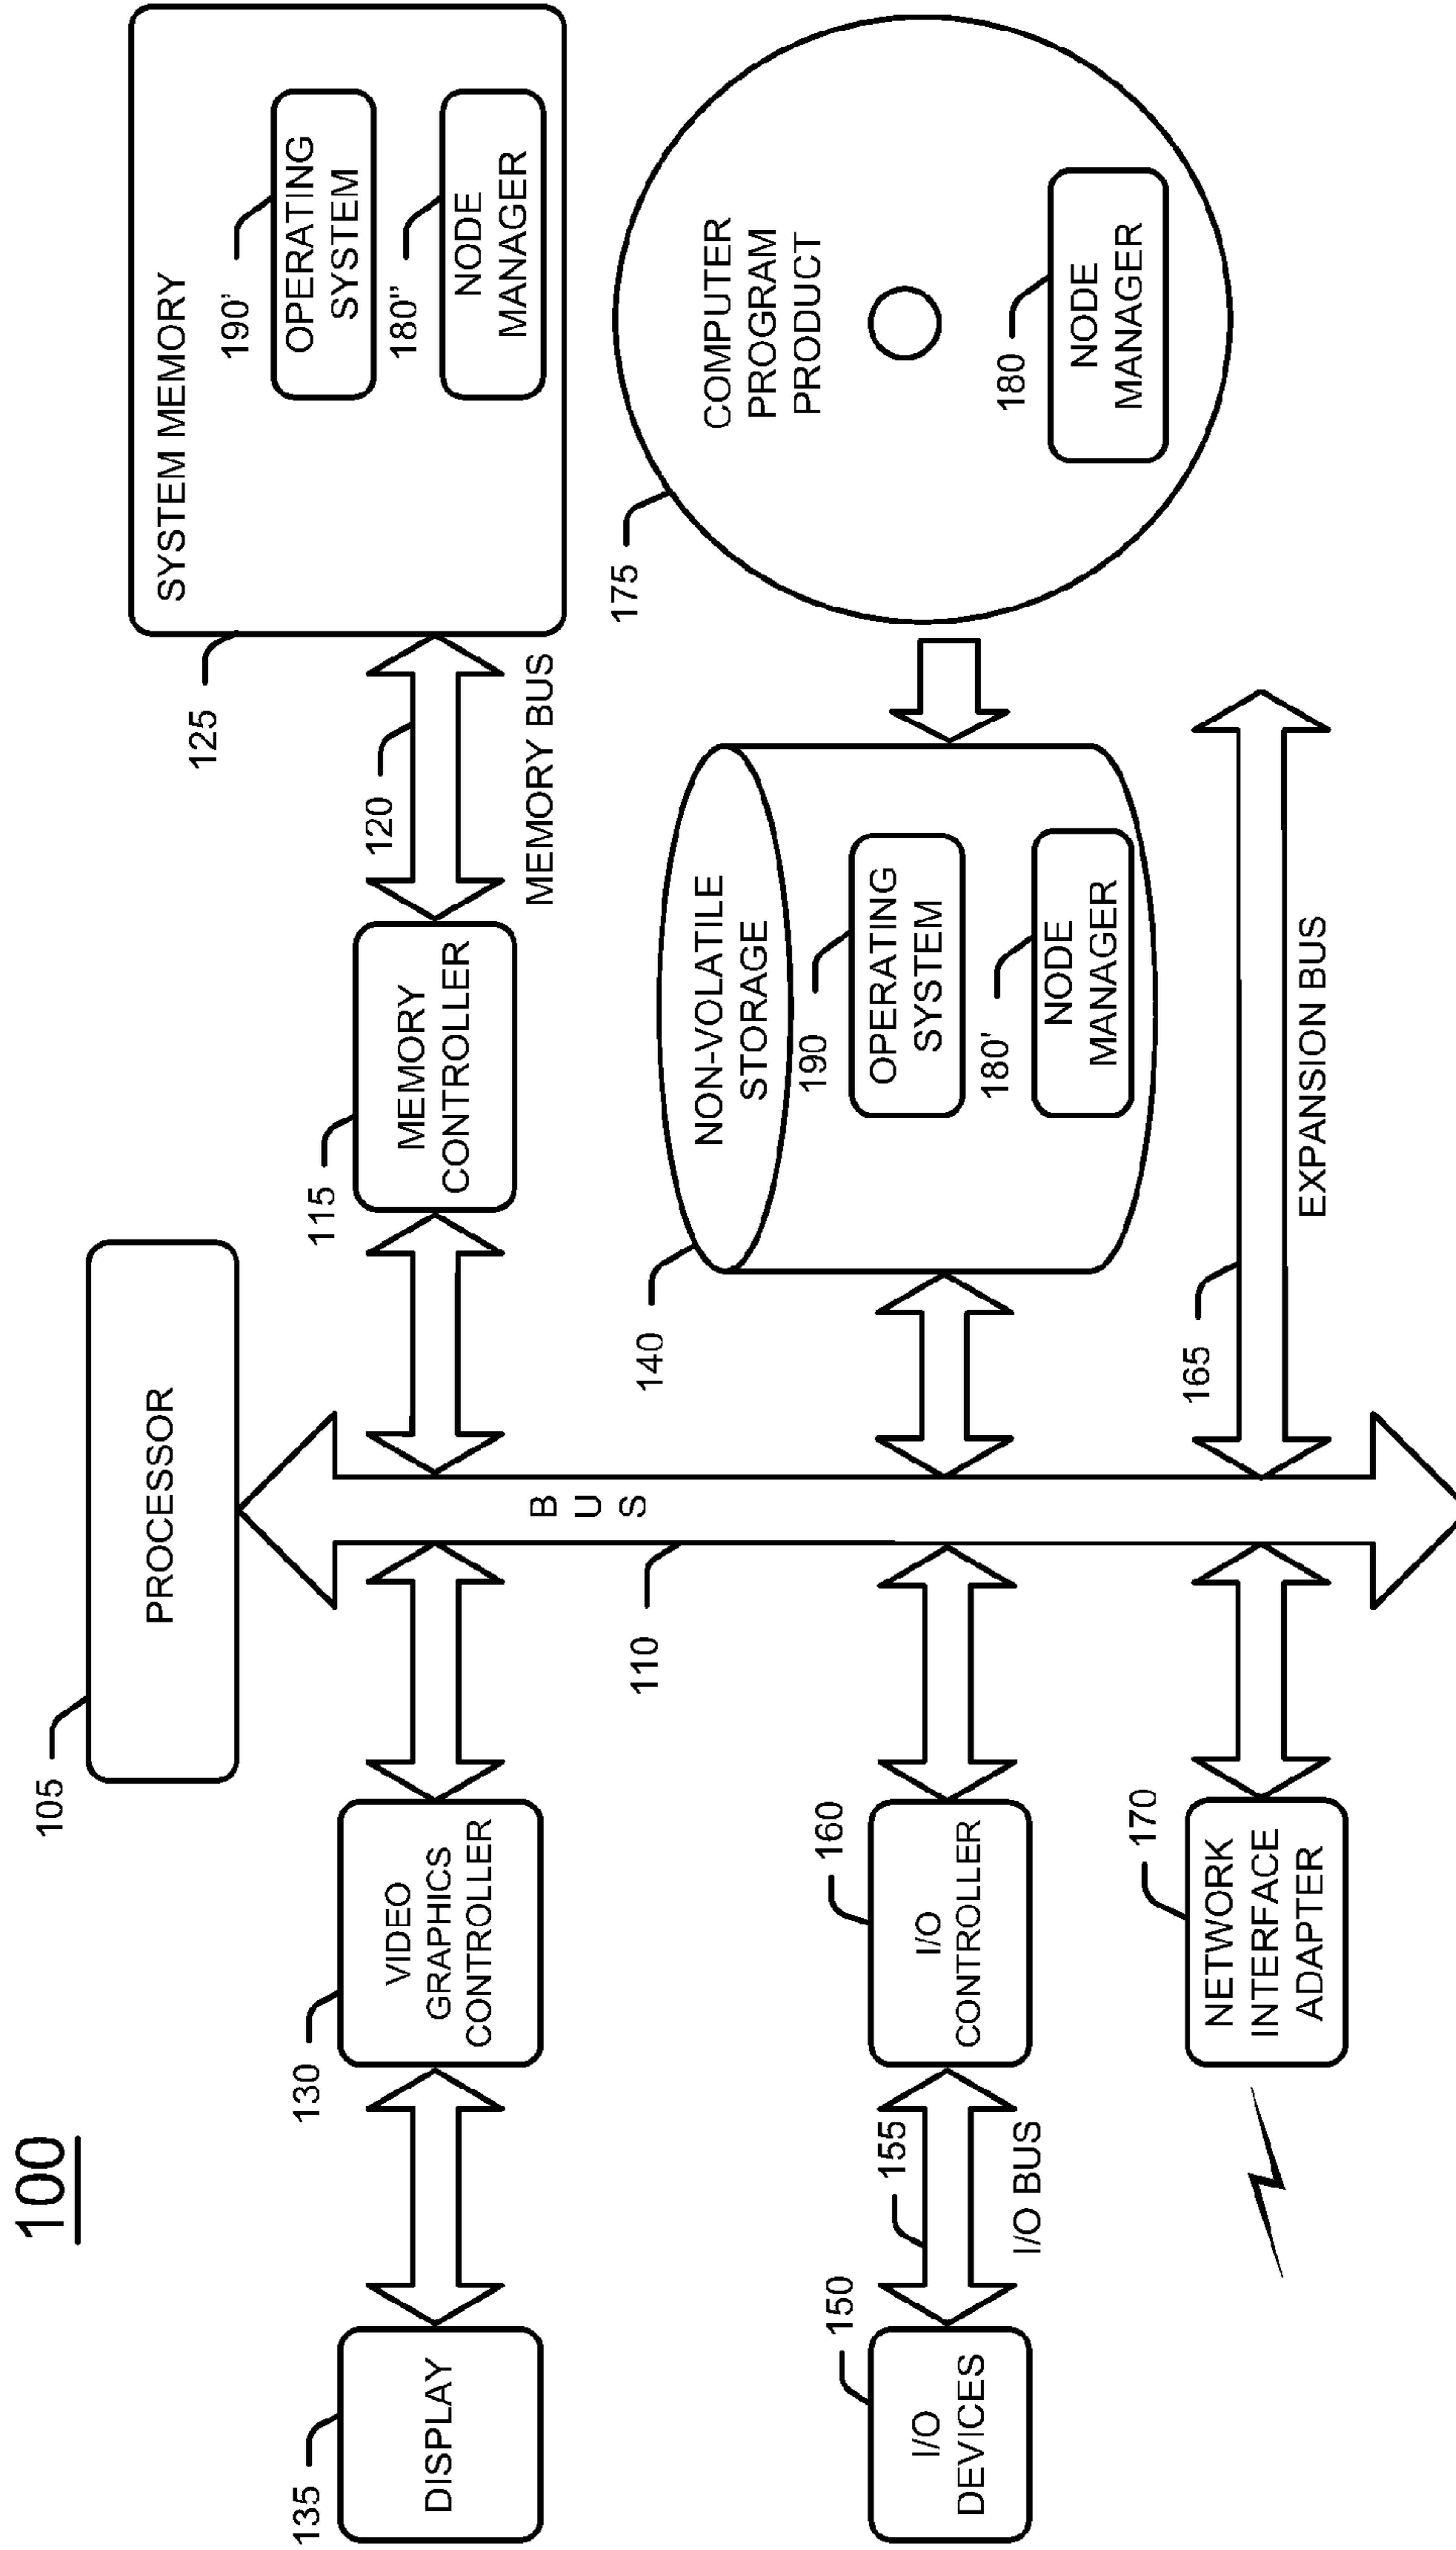 100
105
PROCESSOR
135
DISPLAY
130
VIDEO
GRAPHICS
CONTROLLER
115
MEMORY
CONTROLLER
120
MEMORY BUS
125
SYSTEM MEMORY
190'
OPERATING
SYSTEM
180"
NODE
MANAGER
110
B
U
S
140
NON-VOLATILE
STORAGE
190
OPERATING
SYSTEM
180'
NODE
MANAGER
175
COMPUTER
PROGRAM
PRODUCT
180
NODE
MANAGER
150
I/O
DEVICES
155
I/O BUS
160
I/O
CONTROLLER
165
EXPANSION BUS
170
NETWORK
INTERFACE
ADAPTER